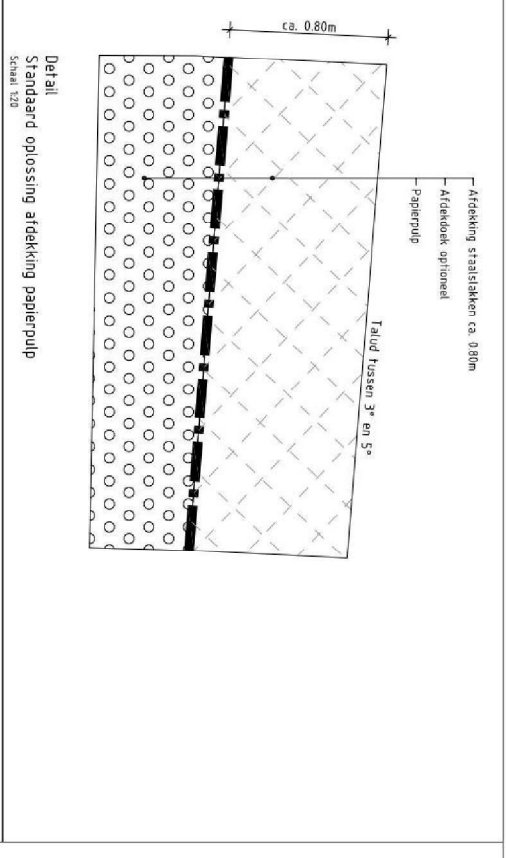 Afdekking staalslakken ca. 0.80m
Afdekdoek optioneel
Papierpulp
Talud tussen 3° en 5°
ca. 0.80m
Detail
Standaard oplossing afdekking papierpulp
Schaal 1:20